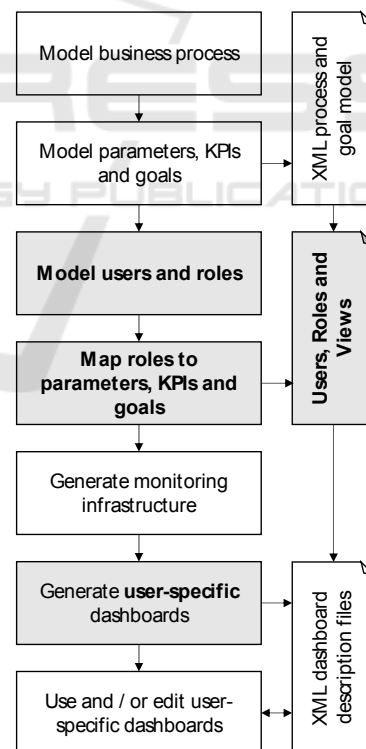 Model business process
Model parameters, KPIs
and goals
XML process and
goal model
Model users and roles
Map roles to
parameters, KPIs and
goals
Users, Roles and
Views
Generate monitoring
infrastructure
Generate user-specific
dashboards
Use and / or edit user-
specific dashboards
XML dashboard
description files